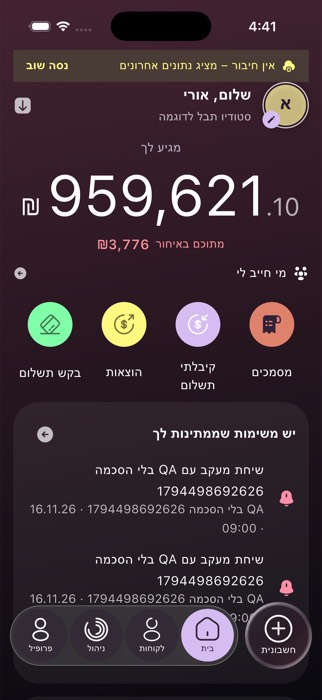 4:41
אין חיבור – מציג נתונים אחרונים
נסה שוב
א
שלום, אורי
סטודיו תבל לדוגמה
מגיע לך
₪ 959,621.10
מתוכם באיחור ₪3,776
מי חייב לי
מסמכים
קיבלתי תשלום
הוצאות
בקש תשלום
יש משימות שממתינות לך
שיחת מעקב עם QA בלי הסכמה
1794498692626
QA בלי הסכמה 1794498692626 · 16.11.26
· 09:00
שיחת מעקב עם QA בלי הסכמה
1794498692626
QA בלי הסכמה 1794498692626 · 16.11.26
חשבונית
בית
לקוחות
ניהול
פרופיל